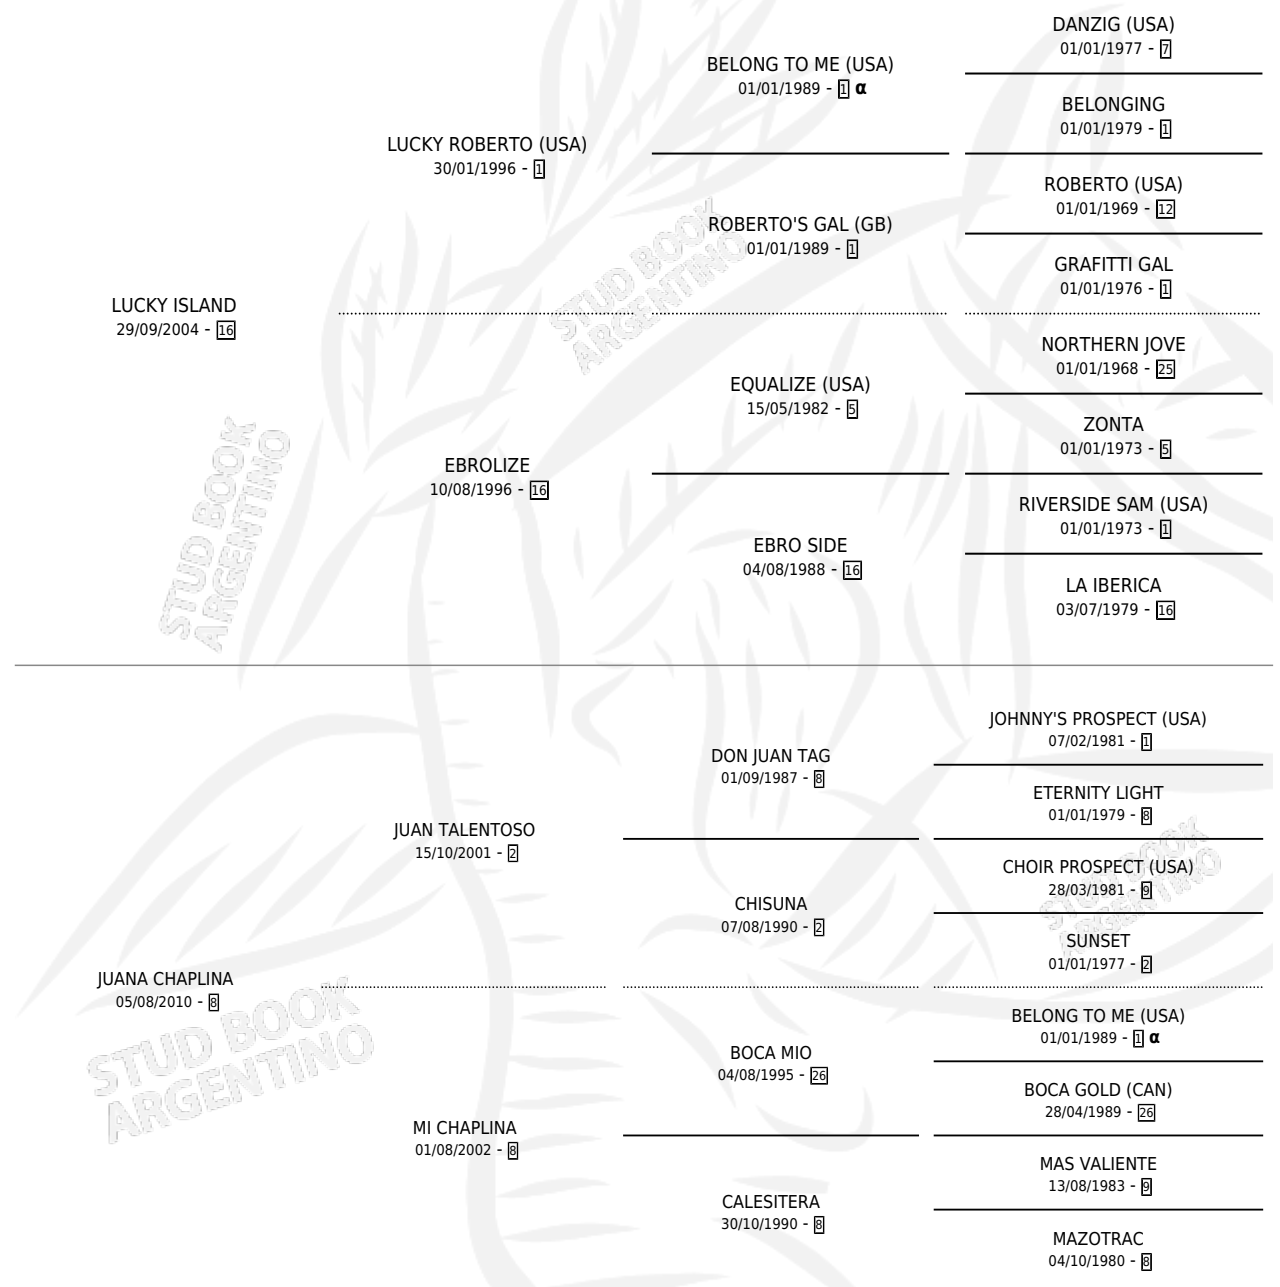 DANZIG (USA)
01/01/1977 - 7
BELONG TO ME (USA)
01/01/1989 - 1 α
BELONGING
01/01/1979 - 1
LUCKY ROBERTO (USA)
30/01/1996 - 1
ROBERTO (USA)
01/01/1969 - 12
ROBERTO'S GAL (GB)
01/01/1989 - 1
GRAFITTI GAL
01/01/1976 - 1
LUCKY ISLAND
29/09/2004 - 16
NORTHERN JOVE
01/01/1968 - 25
EQUALIZE (USA)
15/05/1982 - 5
ZONTA
01/01/1973 - 5
EBROLIZE
10/08/1996 - 16
RIVERSIDE SAM (USA)
01/01/1973 - 1
EBRO SIDE
04/08/1988 - 16
LA IBERICA
03/07/1979 - 16
JOHNNY'S PROSPECT (USA)
07/02/1981 - 1
DON JUAN TAG
01/09/1987 - 8
ETERNITY LIGHT
01/01/1979 - 8
JUAN TALENTOSO
15/10/2001 - 2
CHOIR PROSPECT (USA)
28/03/1981 - 9
CHISUNA
07/08/1990 - 2
SUNSET
01/01/1977 - 2
JUANA CHAPLINA
05/08/2010 - 8
BELONG TO ME (USA)
01/01/1989 - 1 α
BOCA MIO
04/08/1995 - 26
BOCA GOLD (CAN)
28/04/1989 - 26
MI CHAPLINA
01/08/2002 - 8
MAS VALIENTE
13/08/1983 - 9
CALESITERA
30/10/1990 - 8
MAZOTRAC
04/10/1980 - 8
STUD BOOK
ARGENTINO
STUD BOOK
ARGENTINO
STUD BOOK
ARGENTINO
STUD BOOK
ARGENTINO